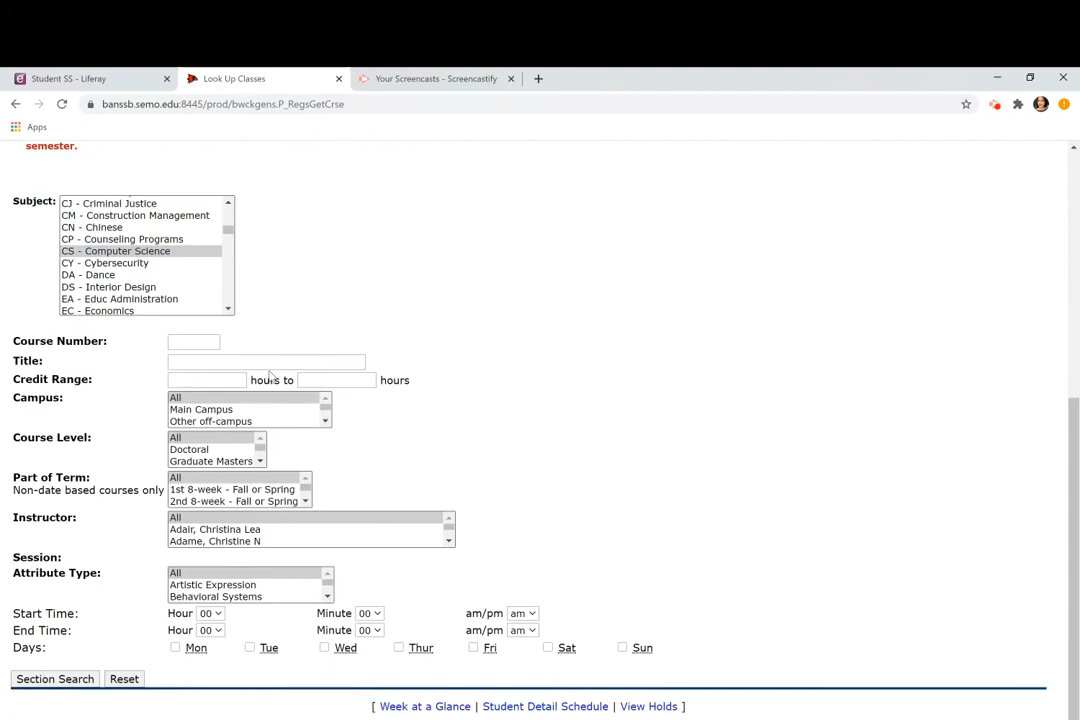 Student SS - Liferay
Look Up Classes
Your Screencasts - Screencastify
banssb.semo.edu:8445/prod/bwckgens.P_RegsGetCrse
Apps
semester.
Subject:
CJ - Criminal Justice
CM - Construction Management
CN - Chinese
CP - Counseling Programs
CS - Computer Science
CY - Cybersecurity
DA - Dance
DS - Interior Design
EA - Educ Administration
EC - Economics
Course Number:
Title:
Credit Range: hours to hours
Campus: All
Main Campus
Other off-campus
Course Level: All
Doctoral
Graduate Masters
Part of Term: All
Non-date based courses only 1st 8-week - Fall or Spring
2nd 8-week - Fall or Spring
Instructor: All
Adair, Christina Lea
Adame, Christine N
Session:
Attribute Type: All
Artistic Expression
Behavioral Systems
Start Time: Hour 00 Minute 00 am/pm am
End Time: Hour 00 Minute 00 am/pm am
Days: Mon Tue Wed Thur Fri Sat Sun
Section Search Reset
[ Week at a Glance | Student Detail Schedule | View Holds ]